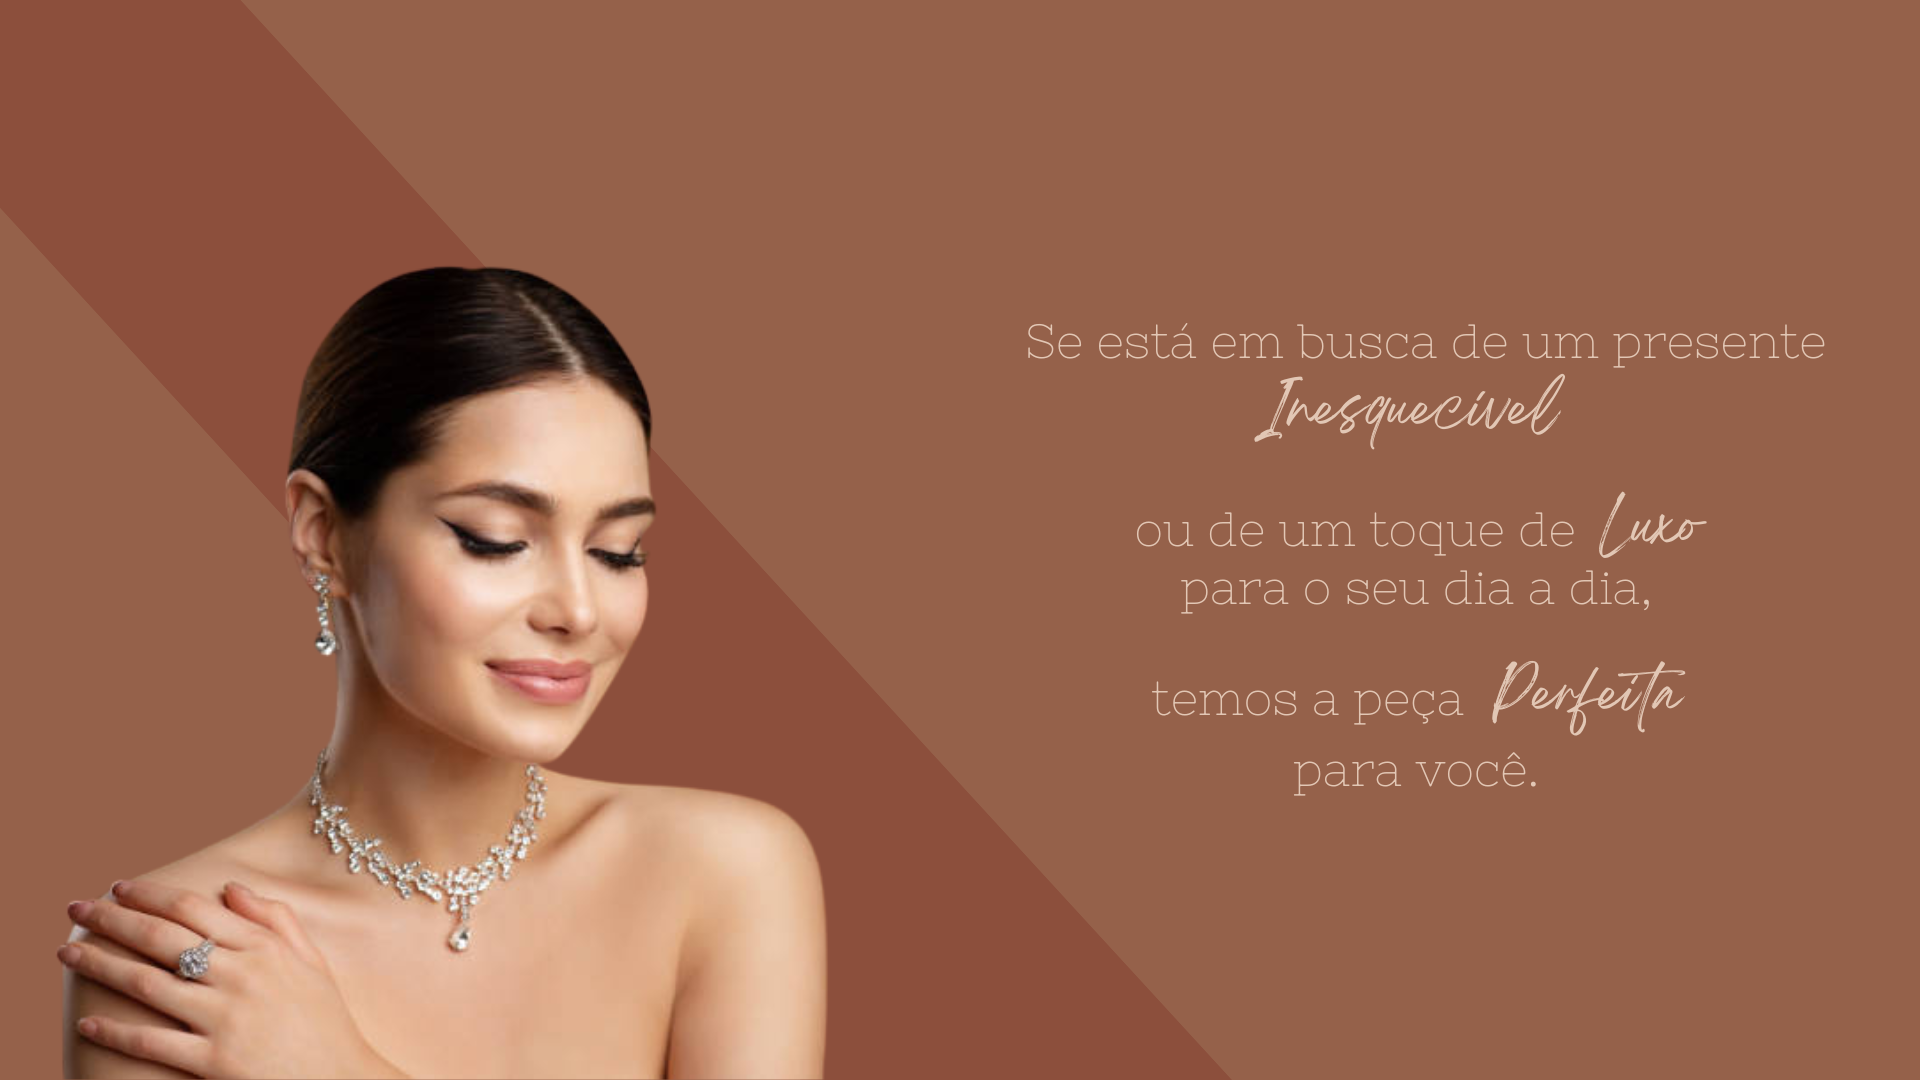 Se está em busca de um presente
Inesquecível
ou de um toque de Luxo
para o seu dia a dia,
temos a peça Perfeita
para você.